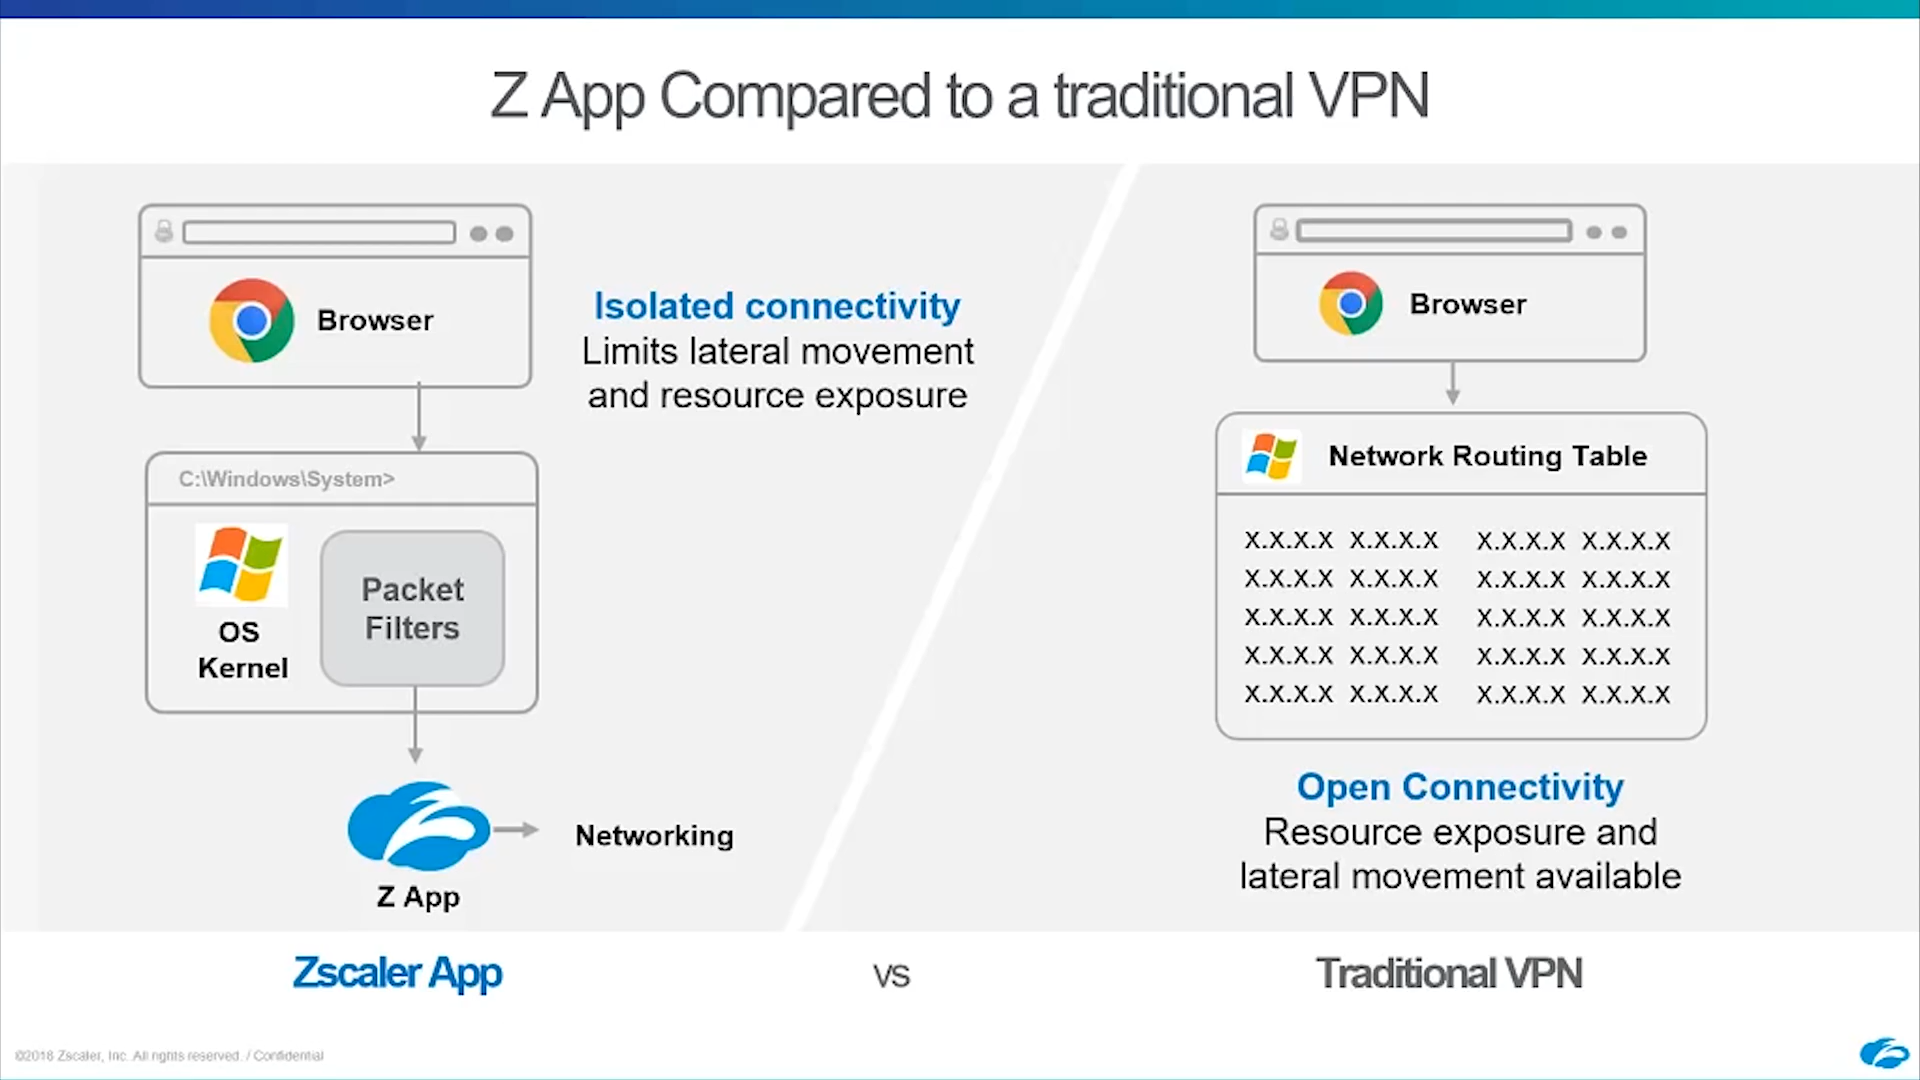 Z App Compared to a traditional VPN
Browser
Isolated connectivity
Limits lateral movement
and resource exposure
C:\Windows\System>
OS
Kernel
Packet
Filters
Z App
Networking
Browser
Network Routing Table
X.X.X.X X.X.X.X X.X.X.X X.X.X.X
X.X.X.X X.X.X.X X.X.X.X X.X.X.X
X.X.X.X X.X.X.X X.X.X.X X.X.X.X
X.X.X.X X.X.X.X X.X.X.X X.X.X.X
X.X.X.X X.X.X.X X.X.X.X X.X.X.X
Open Connectivity
Resource exposure and
lateral movement available
Zscaler App
VS
Traditional VPN
©2018 Zscaler, Inc. All rights reserved. / Confidential